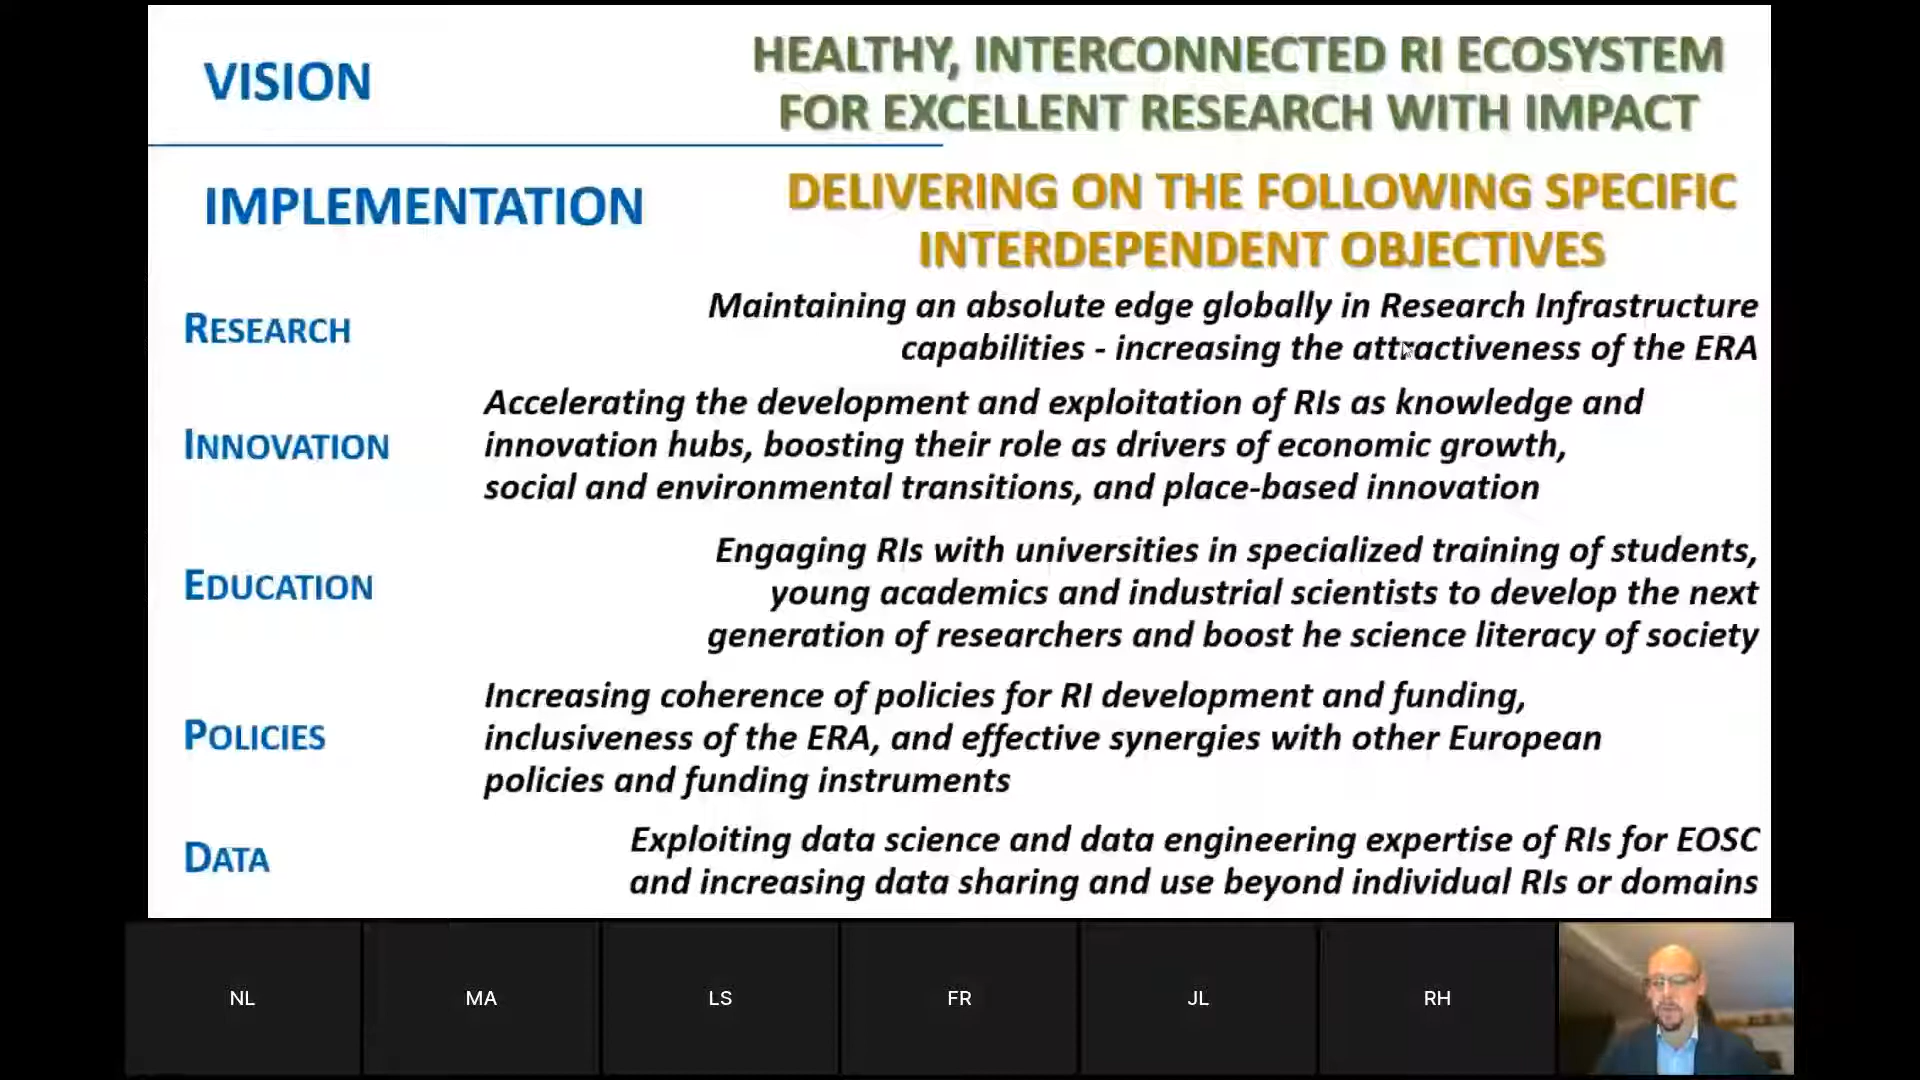 VISION
HEALTHY, INTERCONNECTED RI ECOSYSTEM
FOR EXCELLENT RESEARCH WITH IMPACT
IMPLEMENTATION
DELIVERING ON THE FOLLOWING SPECIFIC
INTERDEPENDENT OBJECTIVES
RESEARCH
Maintaining an absolute edge globally in Research Infrastructure
capabilities - increasing the attractiveness of the ERA
INNOVATION
Accelerating the development and exploitation of RIs as knowledge and
innovation hubs, boosting their role as drivers of economic growth,
social and environmental transitions, and place-based innovation
EDUCATION
Engaging RIs with universities in specialized training of students,
young academics and industrial scientists to develop the next
generation of researchers and boost he science literacy of society
POLICIES
Increasing coherence of policies for RI development and funding,
inclusiveness of the ERA, and effective synergies with other European
policies and funding instruments
DATA
Exploiting data science and data engineering expertise of RIs for EOSC
and increasing data sharing and use beyond individual RIs or domains
NL
MA
LS
FR
JL
RH